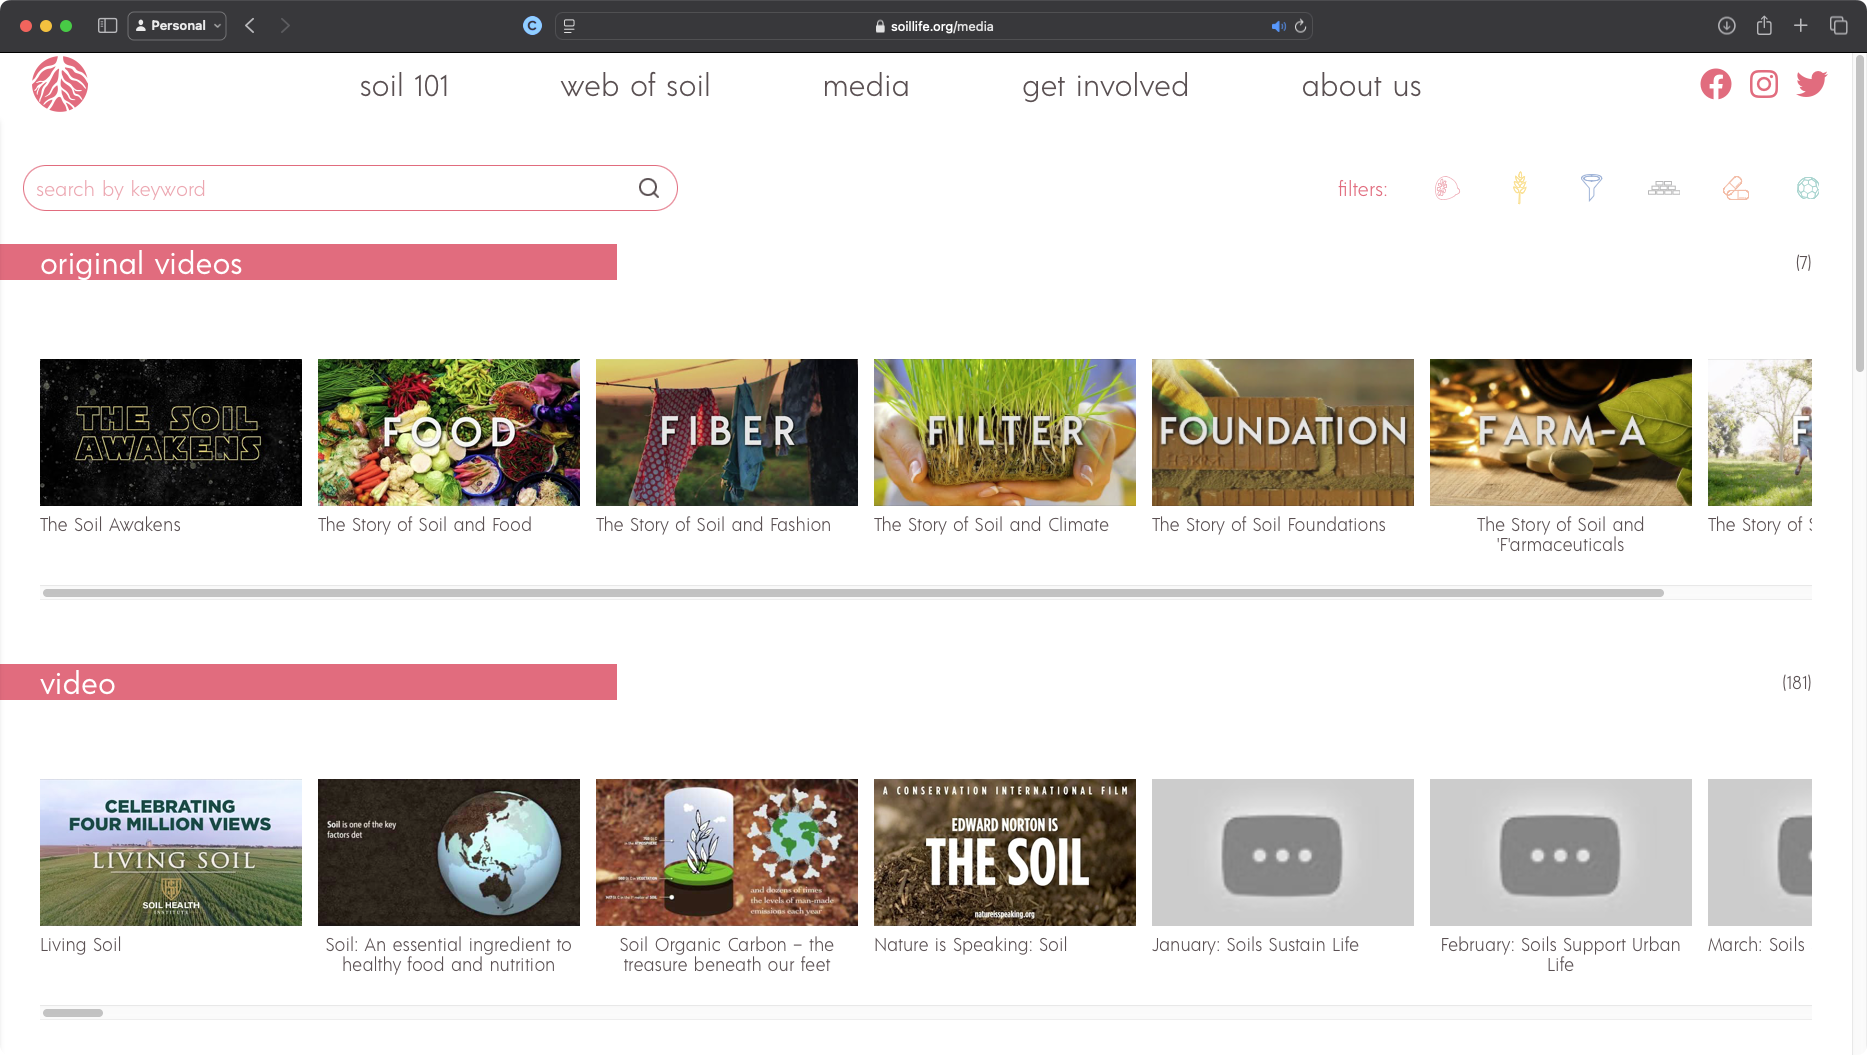 Personal
soillife.org/media
soil 101
web of soil
media
get involved
about us
search by keyword
filters:
original videos
(7)
THE SOIL
AWAKENS
FOOD
FIBER
FILTER
FOUNDATION
FARM-A
F
The Soil Awakens
The Story of Soil and Food
The Story of Soil and Fashion
The Story of Soil and Climate
The Story of Soil Foundations
The Story of Soil and
'F'armaceuticals
The Story of S
video
(181)
CELEBRATING
FOUR MILLION VIEWS
LIVING SOIL
SOIL HEALTH
INSTITUTE
Soil is one of the key
factors det
and dozens of times
the levels of man-made
emissions each year
A CONSERVATION INTERNATIONAL FILM
EDWARD NORTON IS
THE SOIL
natureisspeaking.org
Living Soil
Soil: An essential ingredient to
healthy food and nutrition
Soil Organic Carbon – the
treasure beneath our feet
Nature is Speaking: Soil
January: Soils Sustain Life
February: Soils Support Urban
Life
March: Soils